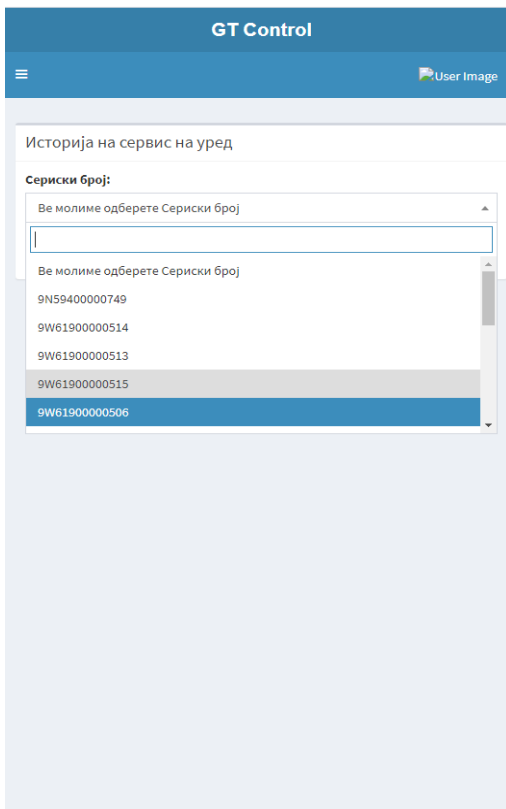 GT Control
User Image
Историја на сервис на уред
Сериски број:
Ве молиме одберете Сериски број
Ве молиме одберете Сериски број
9N59400000749
9W61900000514
9W61900000513
9W61900000515
9W61900000506